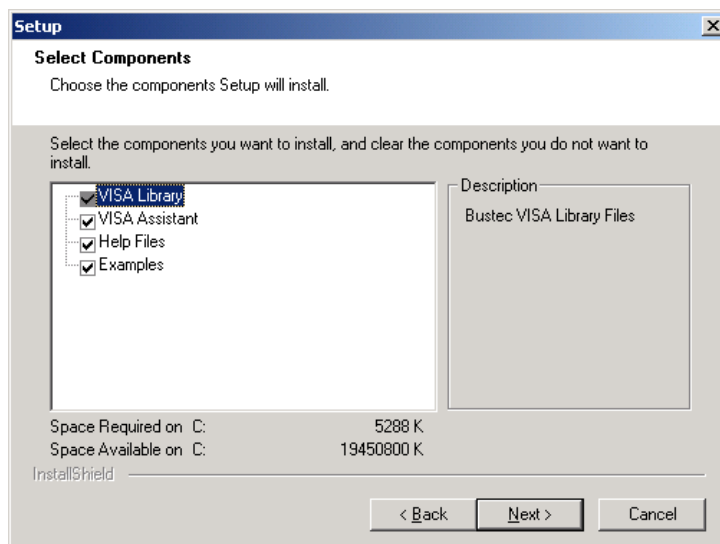 Setup
Select Components
Choose the components Setup will install.
Select the components you want to install, and clear the components you do not want to
install.
VISA Library
VISA Assistant
Help Files
Examples
Description
Bustec VISA Library Files
Space Required on C: 5288 K
Space Available on C: 19450800 K
InstallShield
< Back Next > Cancel